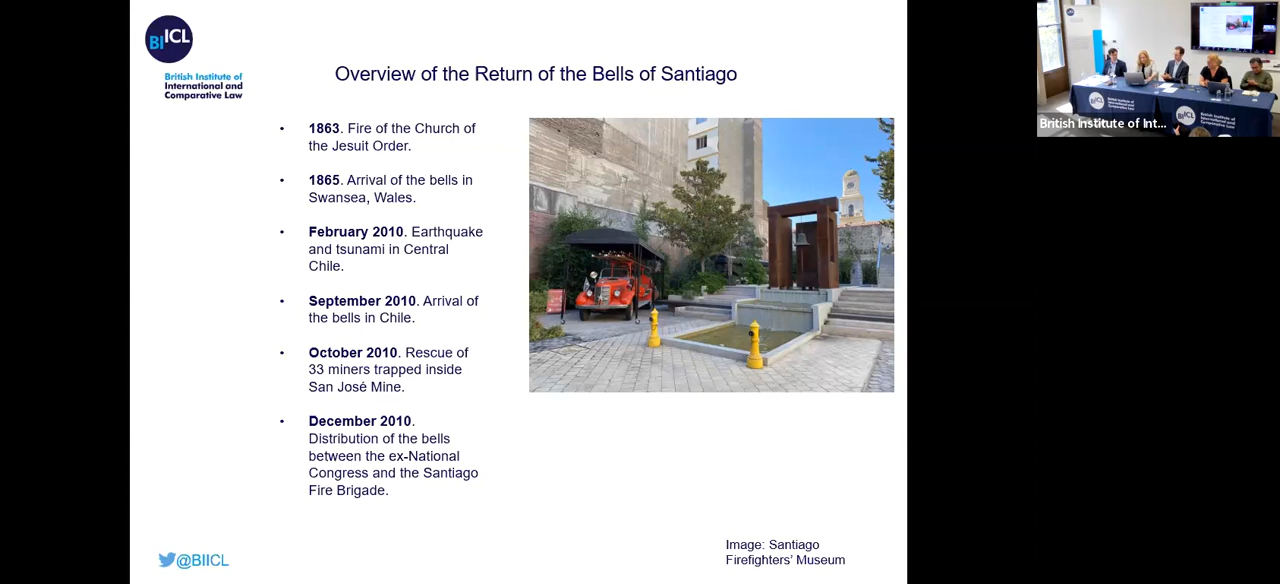 BIICL
British Institute of
International and
Comparative Law
Overview of the Return of the Bells of Santiago
• 1863. Fire of the Church of
the Jesuit Order.
• 1865. Arrival of the bells in
Swansea, Wales.
• February 2010. Earthquake
and tsunami in Central
Chile.
• September 2010. Arrival of
the bells in Chile.
• October 2010. Rescue of
33 miners trapped inside
San José Mine.
• December 2010.
Distribution of the bells
between the ex-National
Congress and the Santiago
Fire Brigade.
Image: Santiago
Firefighters' Museum
@BIICL
BIICL
BIICL
British Institute of Int...